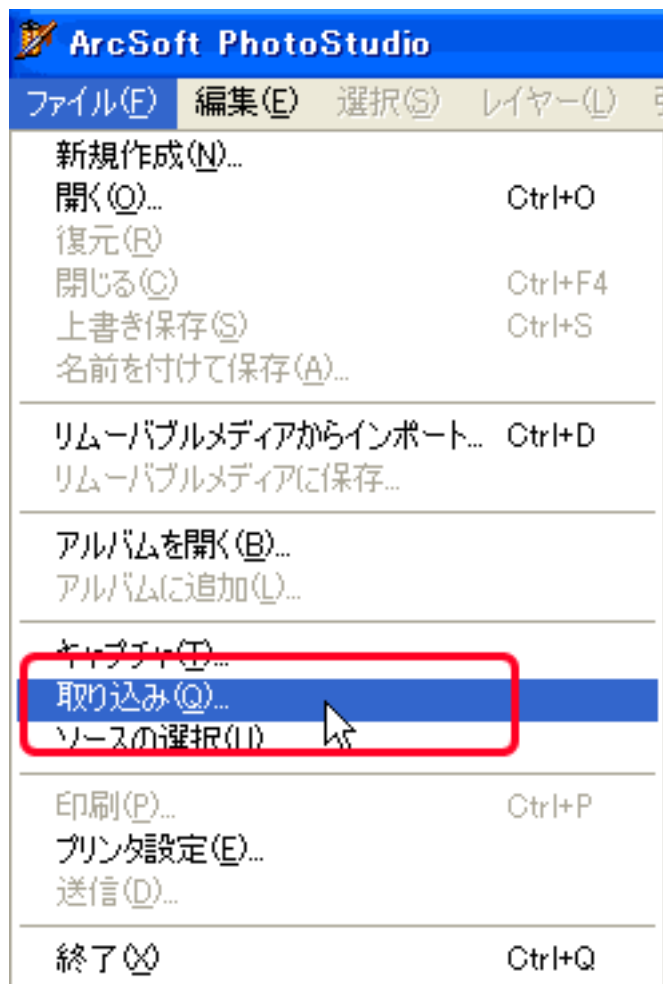 ArcSoft PhotoStudio
ファイル(F) 編集(E) 選択(S) レイヤー(L)
新規作成(N)...
開く(O)... Ctrl+O
復元(R)
閉じる(C) Ctrl+F4
上書き保存(S) Ctrl+S
名前を付けて保存(A)...
リムーバブルメディアからインポート... Ctrl+D
リムーバブルメディアに保存...
アルバムを開く(B)...
アルバムに追加(L)...
キャプチャ(T)...
取り込み(Q)...
ソースの選択(U)
印刷(P)... Ctrl+P
プリンタ設定(E)...
送信(D)...
終了(X) Ctrl+Q